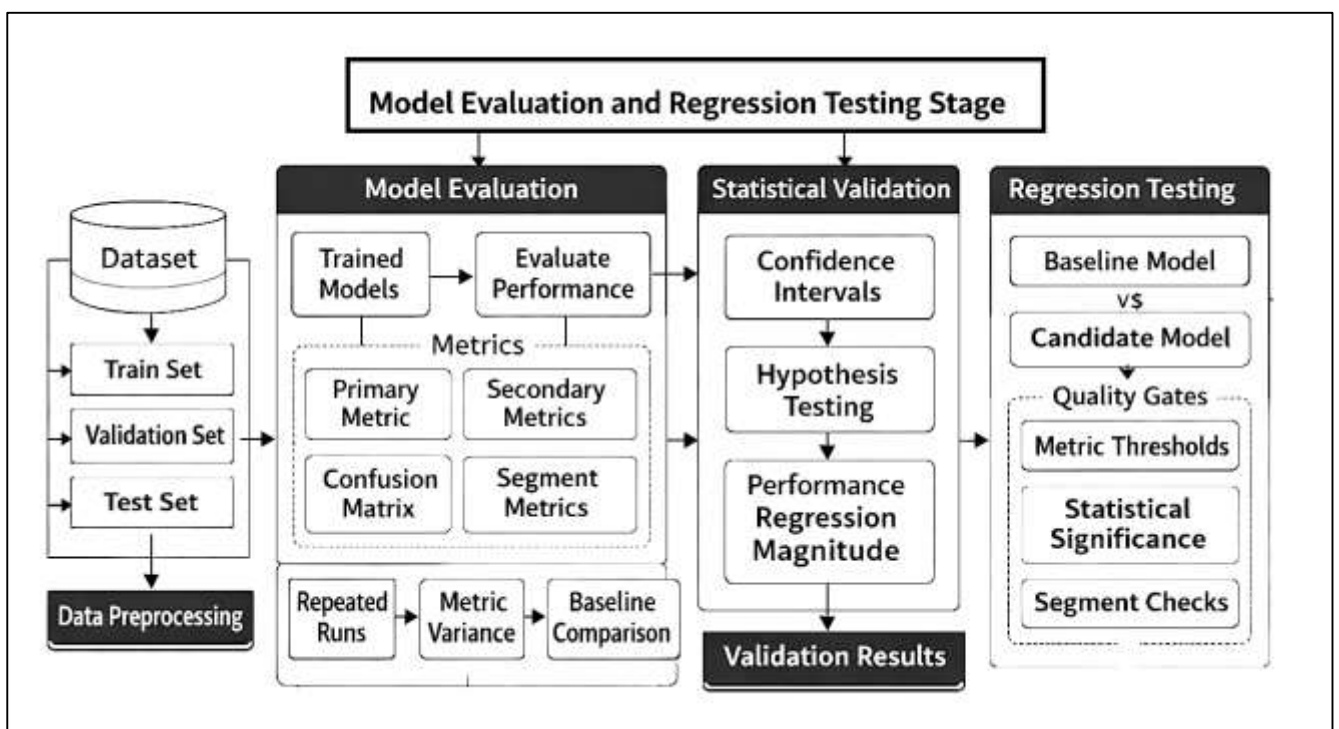 Model Evaluation and Regression Testing Stage
Dataset
Train Set
Validation Set
Test Set
Data Preprocessing
Model Evaluation
Trained
Models
Evaluate
Performance
Metrics
Primary
Metric
Secondary
Metrics
Confusion
Matrix
Segment
Metrics
Repeated
Runs
Metric
Variance
Baseline
Comparison
Statistical Validation
Confidence
Intervals
Hypothesis
Testing
Performance
Regression
Magnitude
Validation Results
Regression Testing
Baseline Model
v$
Candidate Model
Quality Gates
Metric Thresholds
Statistical
Significance
Segment Checks